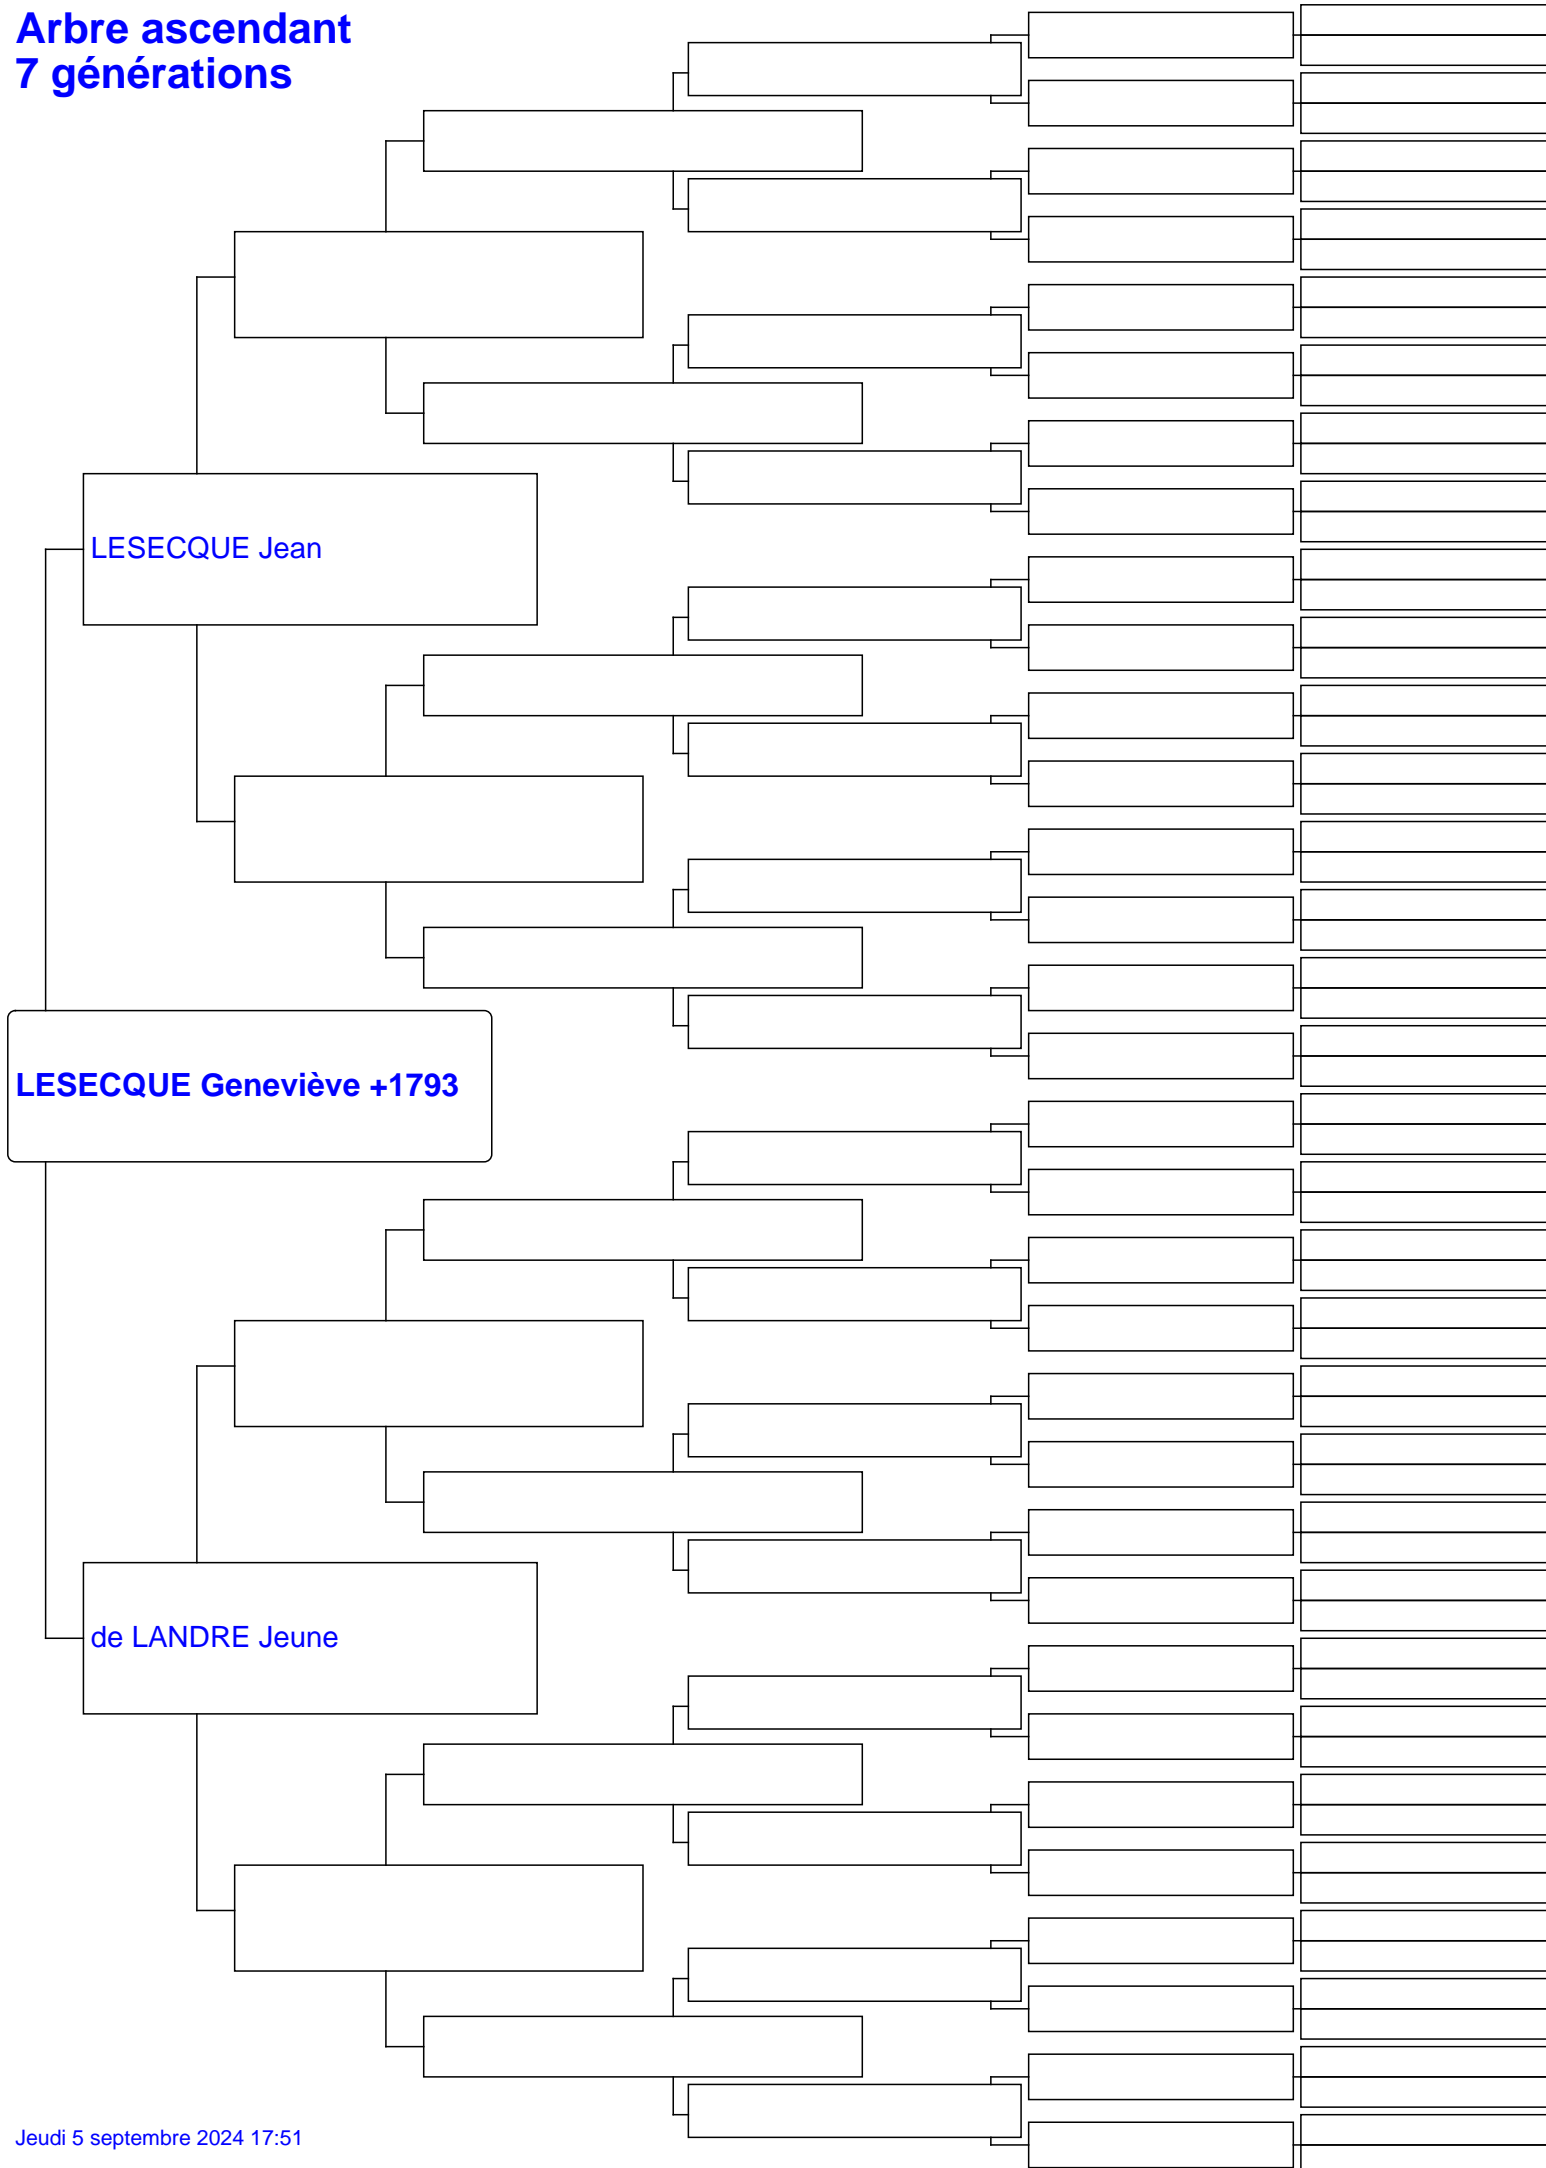 Arbre ascendant
7 générations
LESECQUE Jean
LESECQUE Geneviève +1793
de LANDRE Jeune
Jeudi 5 septembre 2024 17:51